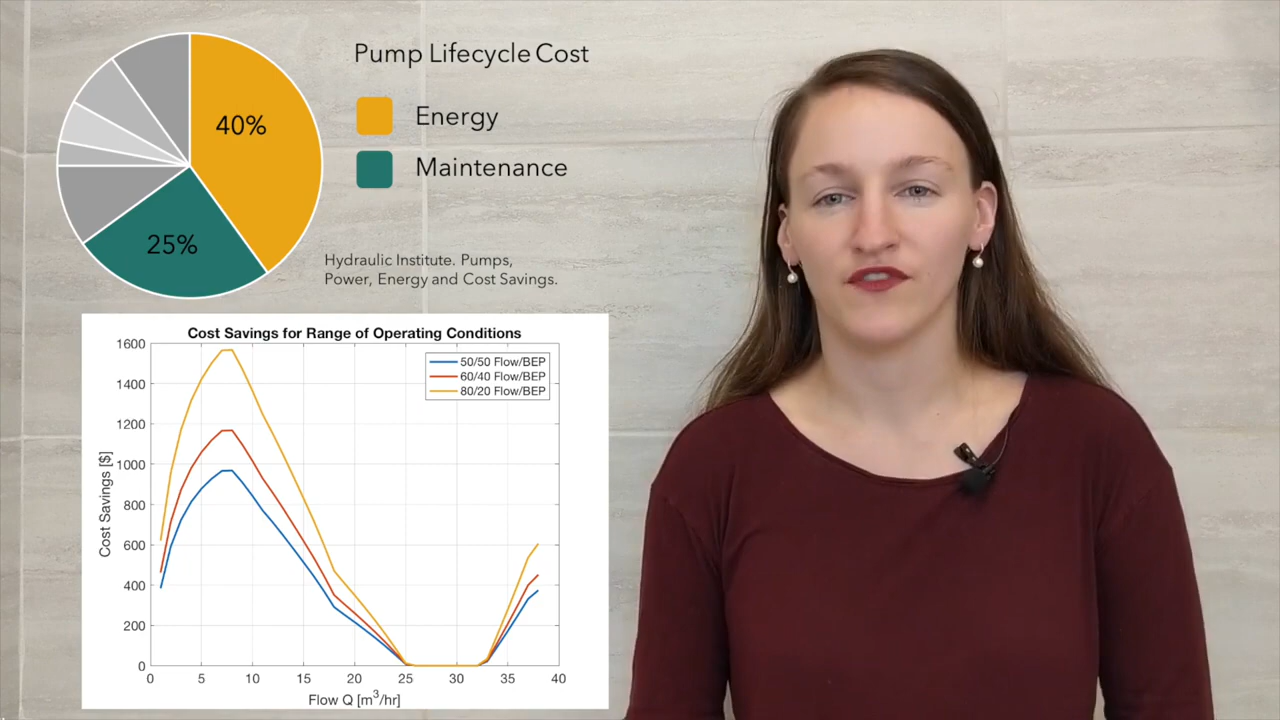 Pump Lifecycle Cost
40%
Energy
Maintenance
25%
Hydraulic Institute. Pumps,
Power, Energy and Cost Savings.
Cost Savings for Range of Operating Conditions
50/50 Flow/BEP
60/40 Flow/BEP
80/20 Flow/BEP
Cost Savings [$]
1600
1400
1200
1000
800
600
400
200
0
0 5 10 15 20 25 30 35 40
Flow Q [m³/hr]